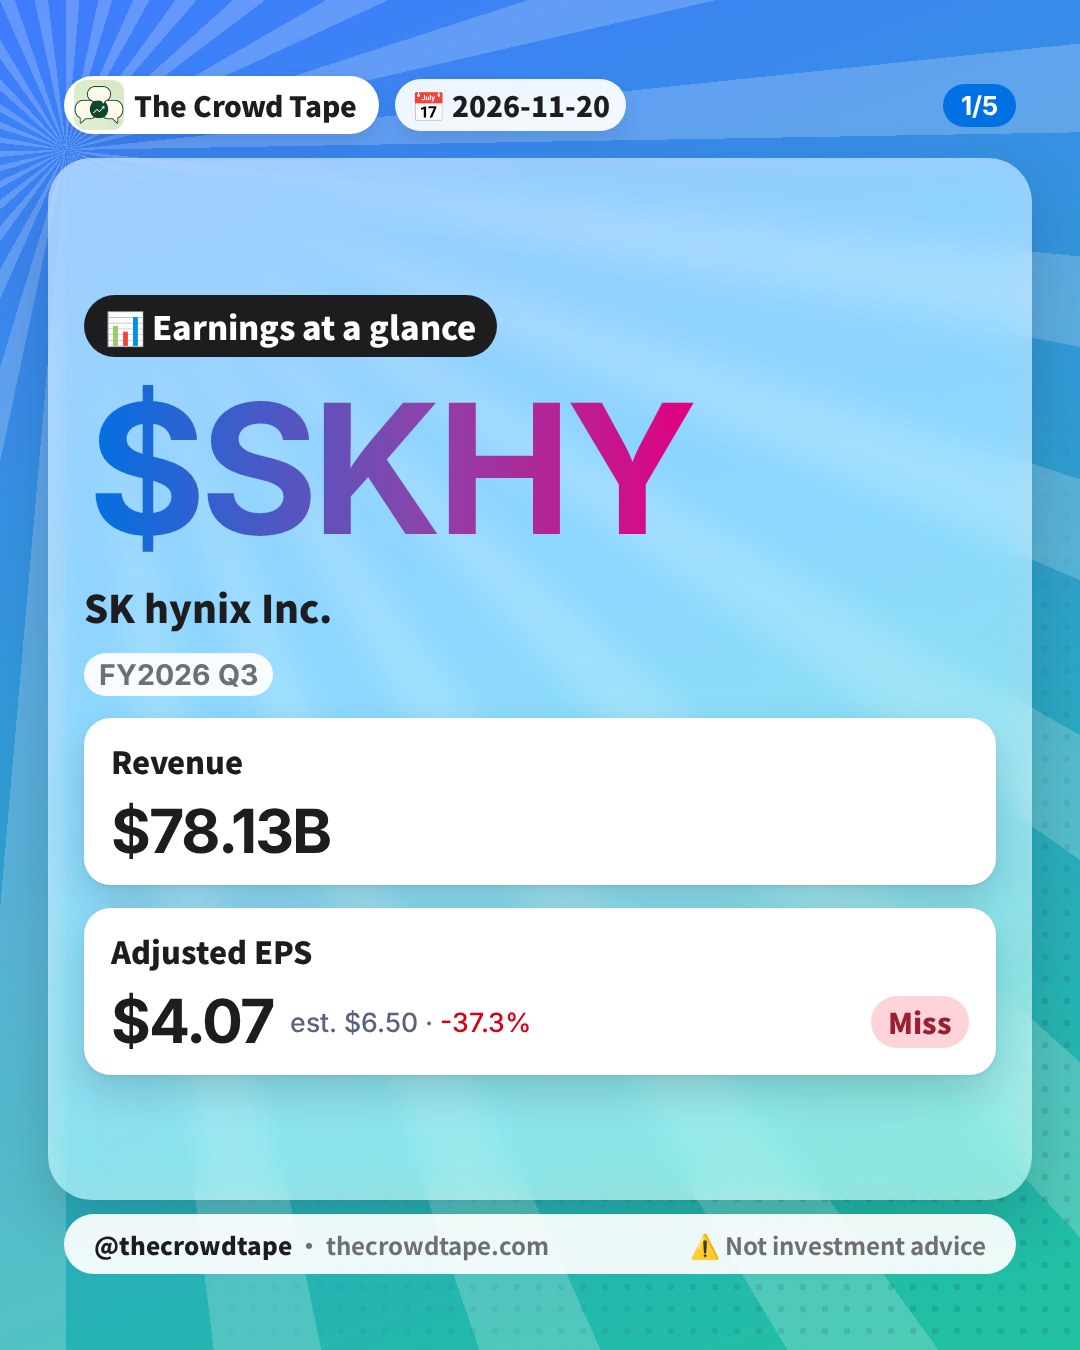 The Crowd Tape
📅 2026-11-20
1/5
📊 Earnings at a glance
$SKHY
SK hynix Inc.
FY2026 Q3
Revenue
$78.13B
Adjusted EPS
$4.07 est. $6.50 · -37.3%
Miss
@thecrowdtape • thecrowdtape.com
⚠️ Not investment advice